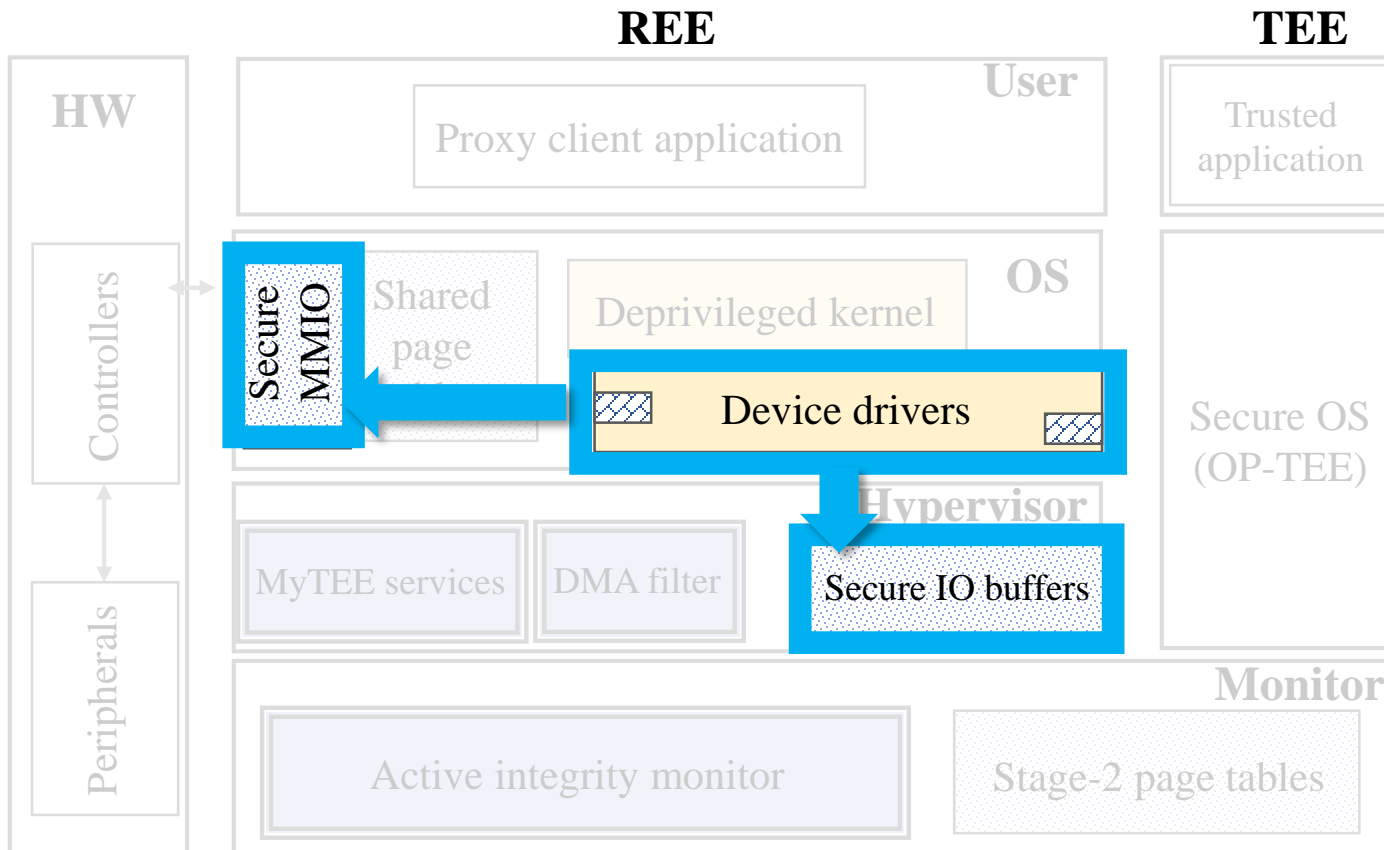 REE
TEE
HW
User
Proxy client application
Trusted
application
Controllers
Secure
MMIO
Shared
page
OS
Deprivileged kernel
Device drivers
Secure OS
(OP-TEE)
Hypervisor
MyTEE services
DMA filter
Secure IO buffers
Peripherals
Monitor
Active integrity monitor
Stage-2 page tables